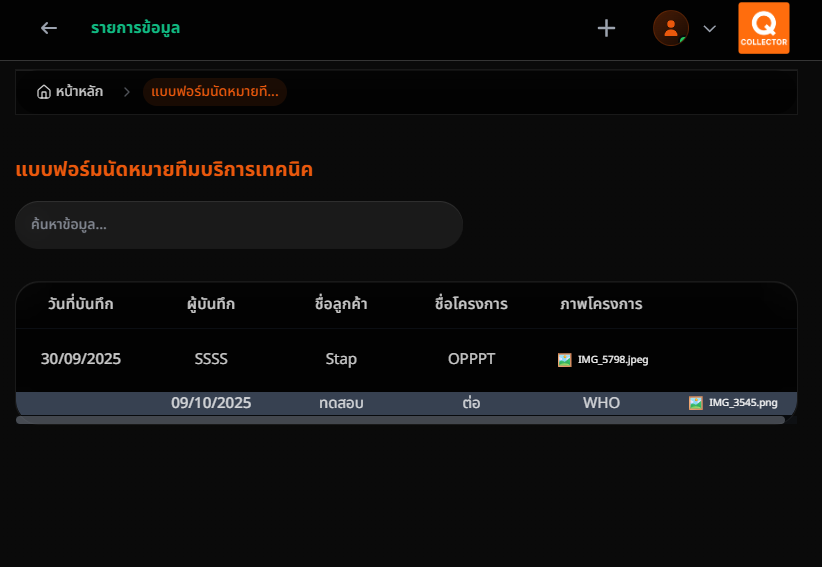 รายการข้อมูล
Q
COLLECTOR
หน้าหลัก
แบบฟอร์มนัดหมายที...
แบบฟอร์มนัดหมายทีมบริการเทคนิค
ค้นหาข้อมูล...
วันที่บันทึก ผู้บันทึก ชื่อลูกค้า ชื่อโครงการ ภาพโครงการ
30/09/2025 SSSS Stap OPPPT IMG_5798.jpeg
09/10/2025 ทดสอบ ต่อ WHO IMG_3545.png